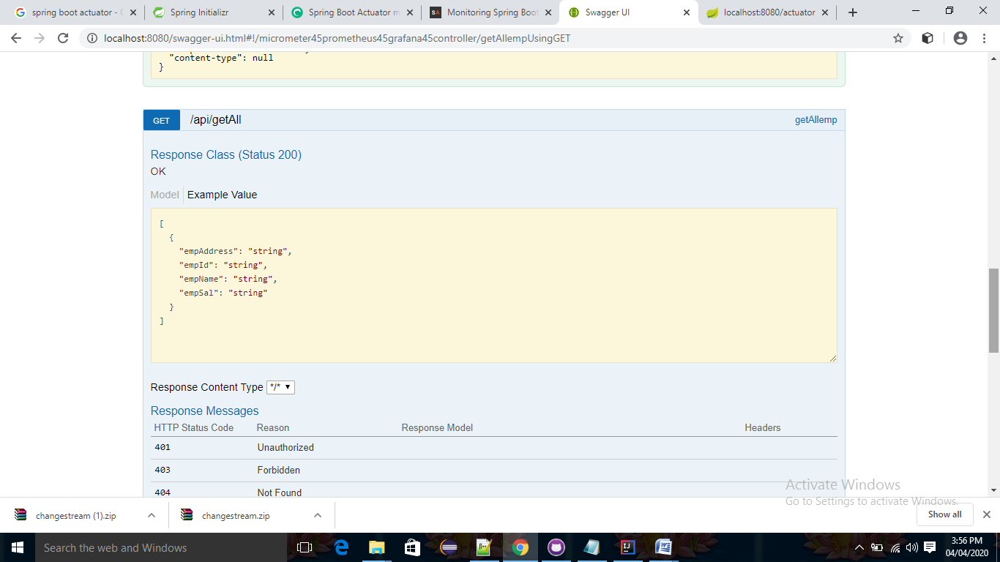 spring boot actuator -
Spring Initializr
Spring Boot Actuator m
SA
Monitoring Spring Boot
Swagger UI
localhost:8080/actuator
localhost:8080/swagger-ui.html#!/micrometer45prometheus45grafana45controller/getAllempUsingGET
"content-type": null
}
GET /api/getAll getAllemp
Response Class (Status 200)
OK
Model Example Value
[
{
"empAddress": "string",
"empId": "string",
"empName": "string",
"empSal": "string"
}
]
Response Content Type */*
Response Messages
HTTP Status Code Reason Response Model Headers
401 Unauthorized
403 Forbidden
404 Not Found
Activate Windows
Go to Settings to activate Windows.
changestream (1).zip
changestream.zip
Show all
Search the web and Windows
3:56 PM
04/04/2020